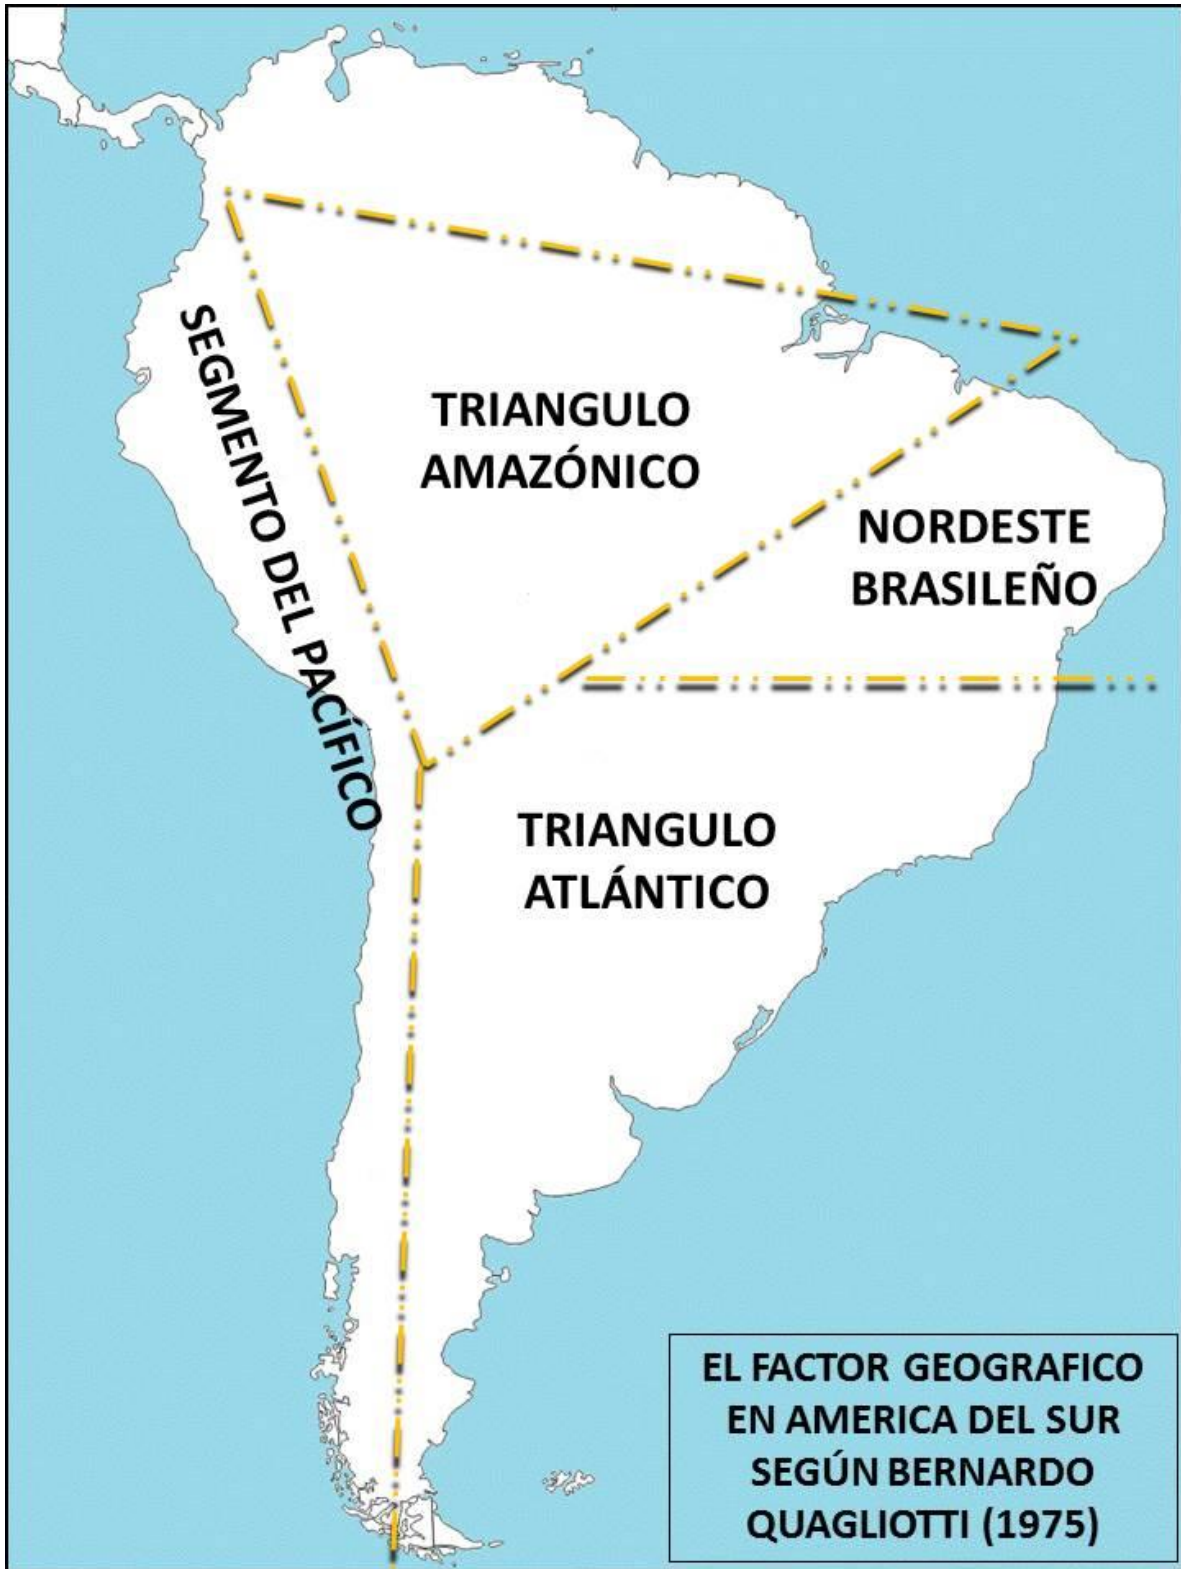 SEGMENTO DEL PACÍFICO
TRIANGULO
AMAZÓNICO
NORDESTE
BRASILEÑO
TRIANGULO
ATLÁNTICO
EL FACTOR GEOGRAFICO
EN AMERICA DEL SUR
SEGÚN BERNARDO
QUAGLIOTTI (1975)